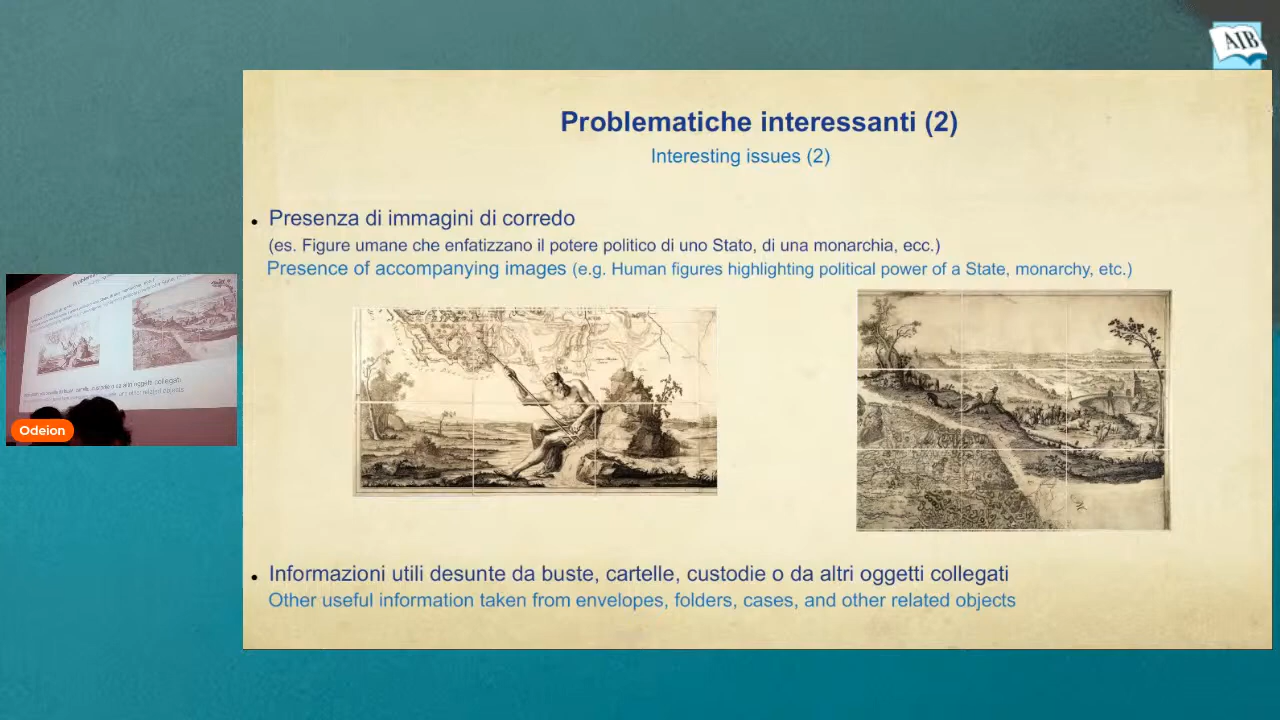 AIB
Problematiche interessanti (2)
Interesting issues (2)
• Presenza di immagini di corredo
(es. Figure umane che enfatizzano il potere politico di uno Stato, di una monarchia, ecc.)
Presence of accompanying images (e.g. Human figures highlighting political power of a State, monarchy, etc.)
Odeion
• Informazioni utili desunte da buste, cartelle, custodie o da altri oggetti collegati
Other useful information taken from envelopes, folders, cases, and other related objects